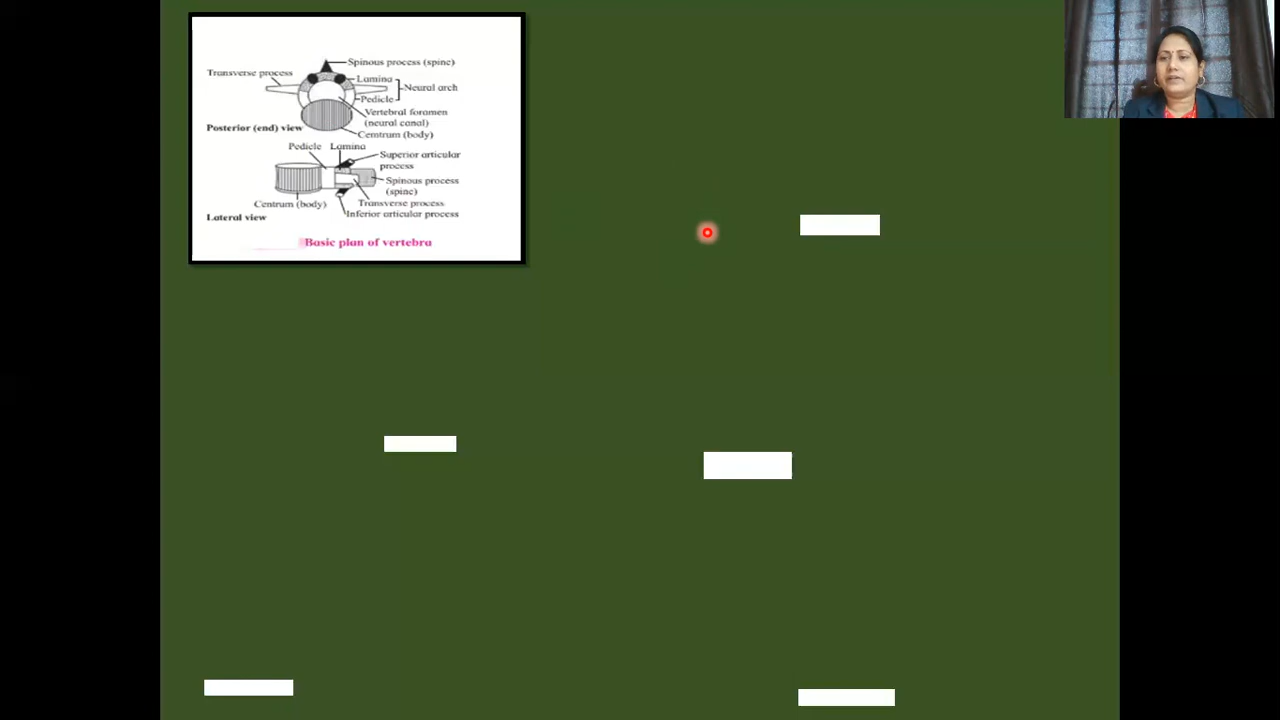 Spinous process (spine)
Transverse process
Lamina
Neural arch
Pedicle
Vertebral foramen
(neural canal)
Posterior (end) view
Centrum (body)
Pedicle Lamina
Superior articular
process
Spinous process
(spine)
Centrum (body)
Transverse process
Inferior articular process
Lateral view
Basic plan of vertebra